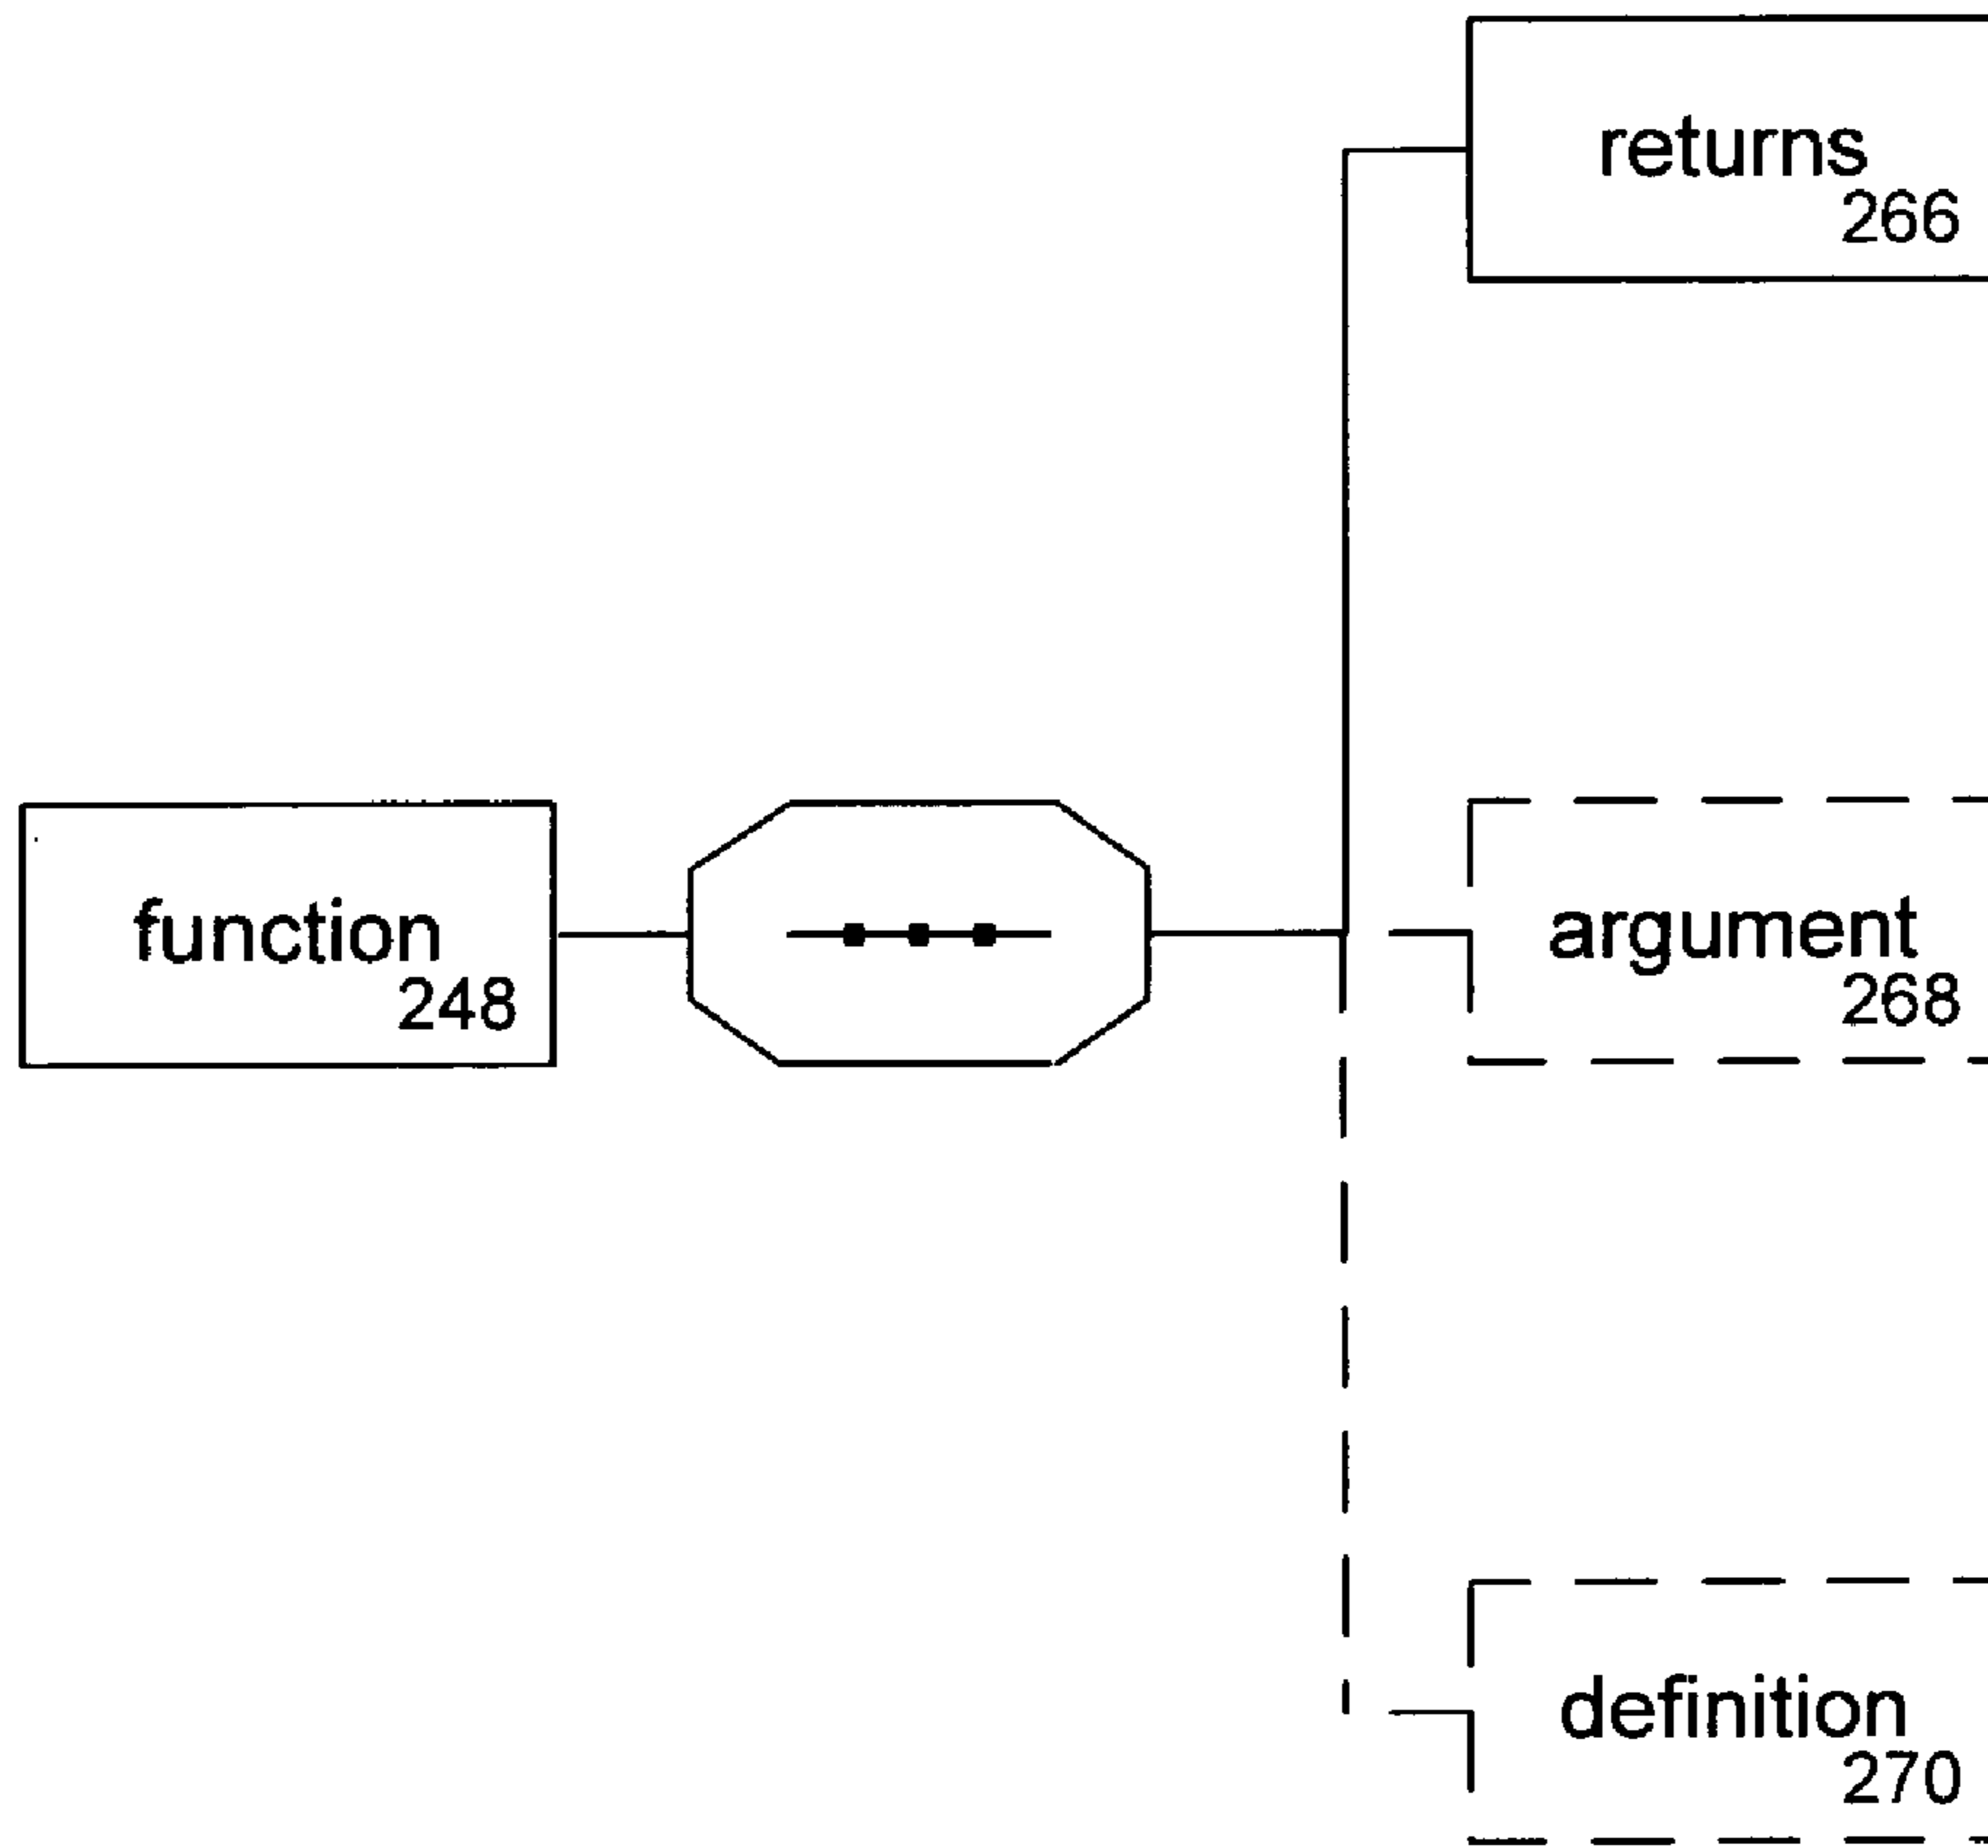 returns
266
function
248
argument
268
definition
270